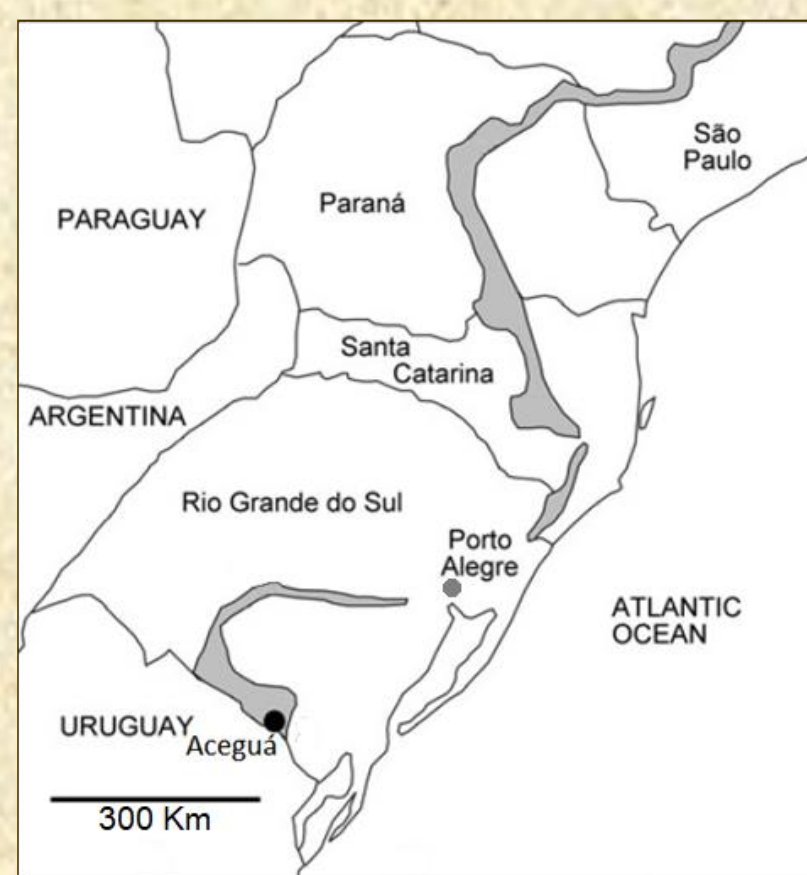 São
Paulo
Paraná
PARAGUAY
Santa
Catarina
ARGENTINA
Rio Grande do Sul
Porto
Alegre
ATLANTIC
OCEAN
URUGUAY
Aceguá
300 Km